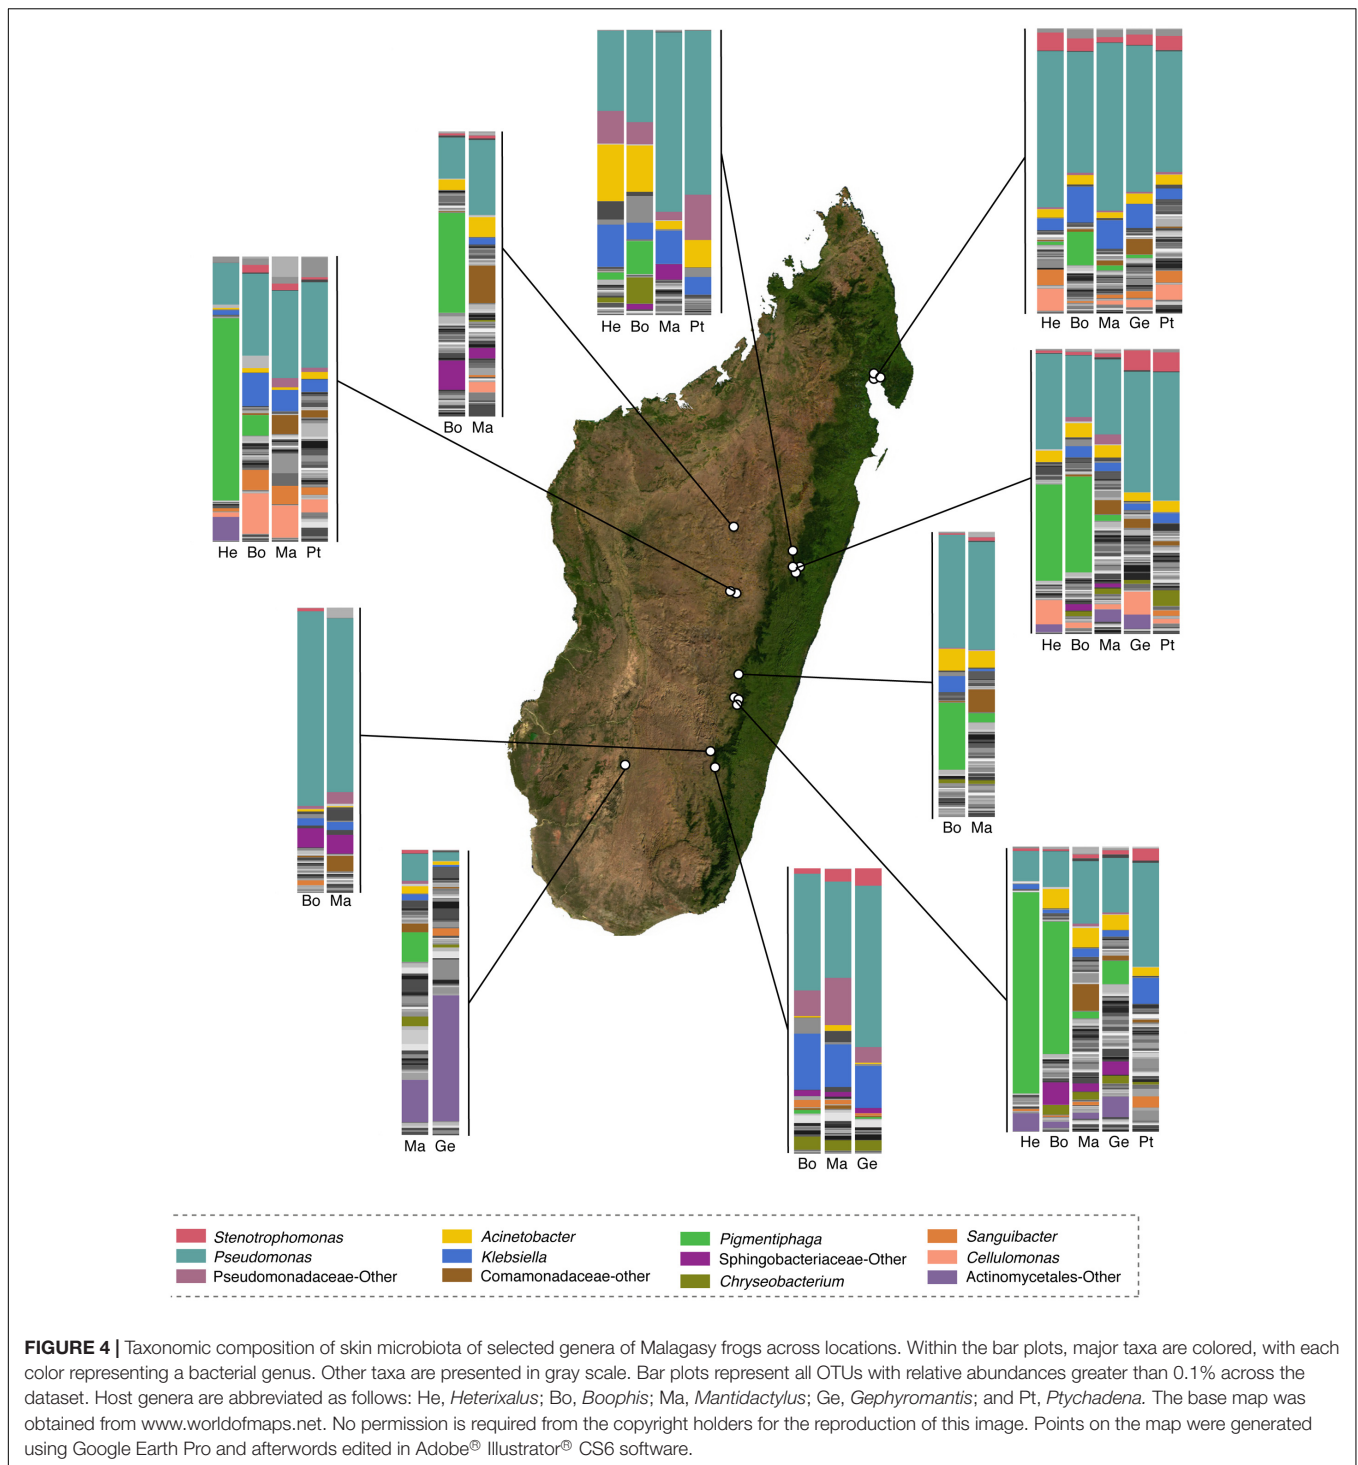 He Bo Ma Pt
He Bo Ma Ge Pt
Bo Ma
He Bo Ma Pt
He Bo Ma Ge Pt
Bo Ma
Bo Ma
Ma Ge
Bo Ma Ge
He Bo Ma Ge Pt
Stenotrophomonas
Pseudomonas
Pseudomonadaceae-Other
Acinetobacter
Klebsiella
Comamonadaceae-other
Pigmentiphaga
Sphingobacteriaceae-Other
Chryseobacterium
Sanguibacter
Cellulomonas
Actinomycetales-Other
FIGURE 4 | Taxonomic composition of skin microbiota of selected genera of Malagasy frogs across locations. Within the bar plots, major taxa are colored, with each
color representing a bacterial genus. Other taxa are presented in gray scale. Bar plots represent all OTUs with relative abundances greater than 0.1% across the
dataset. Host genera are abbreviated as follows: He, Heterixalus; Bo, Boophis; Ma, Mantidactylus; Ge, Gephyromantis; and Pt, Ptychadena. The base map was
obtained from www.worldofmaps.net. No permission is required from the copyright holders for the reproduction of this image. Points on the map were generated
using Google Earth Pro and afterwords edited in Adobe® Illustrator® CS6 software.